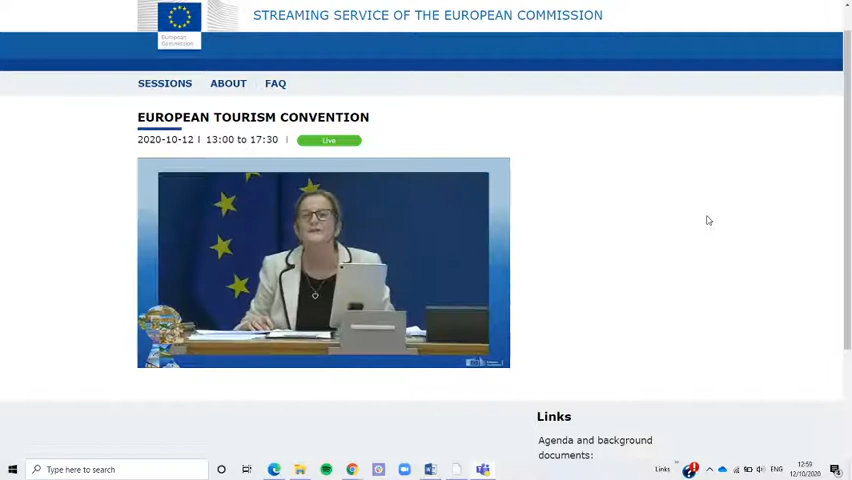 STREAMING SERVICE OF THE EUROPEAN COMMISSION
European
Commission
SESSIONS ABOUT FAQ
EUROPEAN TOURISM CONVENTION
2020-10-12 | 13:00 to 17:30 | Live
Links
Agenda and background
documents:
Type here to search
Links
ENG
12:59
12/10/2020